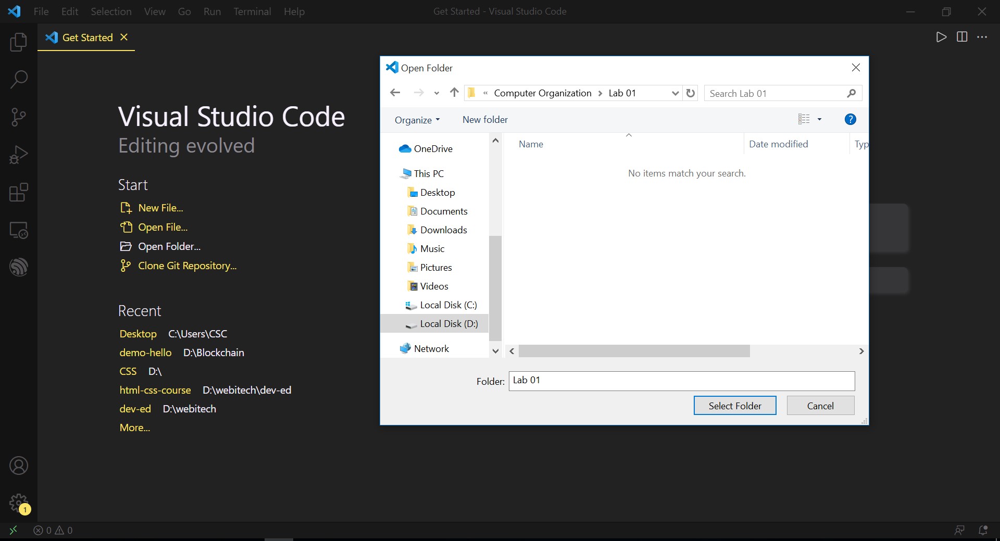 File Edit Selection View Go Run Terminal Help Get Started - Visual Studio Code
Get Started
Visual Studio Code
Editing evolved
Start
New File...
Open File...
Open Folder...
Clone Git Repository...
Recent
Desktop C:\Users\CSC
demo-hello D:\Blockchain
CSS D:\
html-css-course D:\webitech\dev-ed
dev-ed D:\webitech
More...
Open Folder
« Computer Organization > Lab 01 Search Lab 01
Organize New folder ?
Name Date modified Typ
No items match your search.
OneDrive
This PC
Desktop
Documents
Downloads
Music
Pictures
Videos
Local Disk (C:)
Local Disk (D:)
Network
Folder: Lab 01
Select Folder Cancel
1
0 0